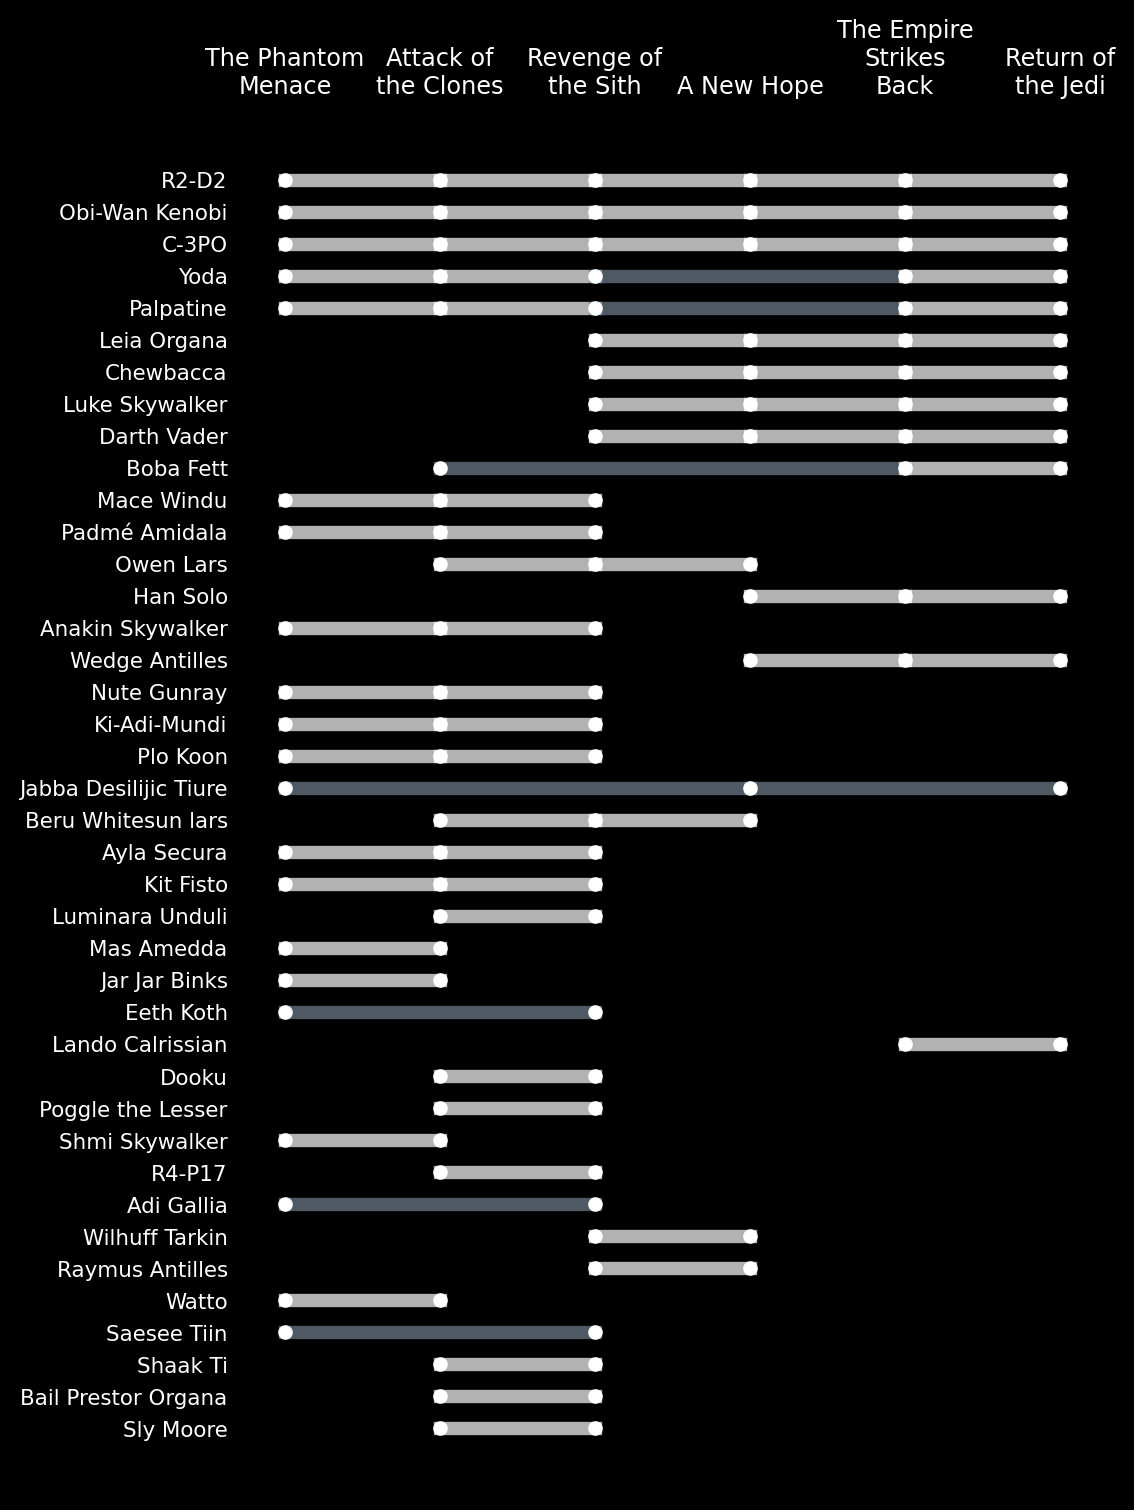 The Phantom
Menace
Attack of
the Clones
Revenge of
the Sith
A New Hope
The Empire
Strikes
Back
Return of
the Jedi
R2-D2
Obi-Wan Kenobi
C-3PO
Yoda
Palpatine
Leia Organa
Chewbacca
Luke Skywalker
Darth Vader
Boba Fett
Mace Windu
Padmé Amidala
Owen Lars
Han Solo
Anakin Skywalker
Wedge Antilles
Nute Gunray
Ki-Adi-Mundi
Plo Koon
Jabba Desilijic Tiure
Beru Whitesun lars
Ayla Secura
Kit Fisto
Luminara Unduli
Mas Amedda
Jar Jar Binks
Eeth Koth
Lando Calrissian
Dooku
Poggle the Lesser
Shmi Skywalker
R4-P17
Adi Gallia
Wilhuff Tarkin
Raymus Antilles
Watto
Saesee Tiin
Shaak Ti
Bail Prestor Organa
Sly Moore